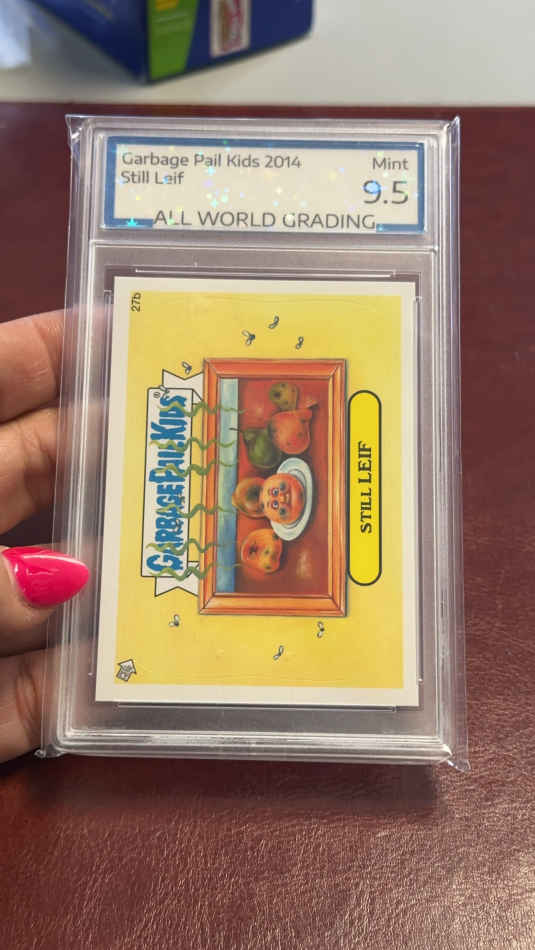 Garbage Pail Kids 2014
Still Leif
Mint
9.5
ALL WORLD GRADING
27b
GARBAGE PAIL KIDS®
STILL LEIF